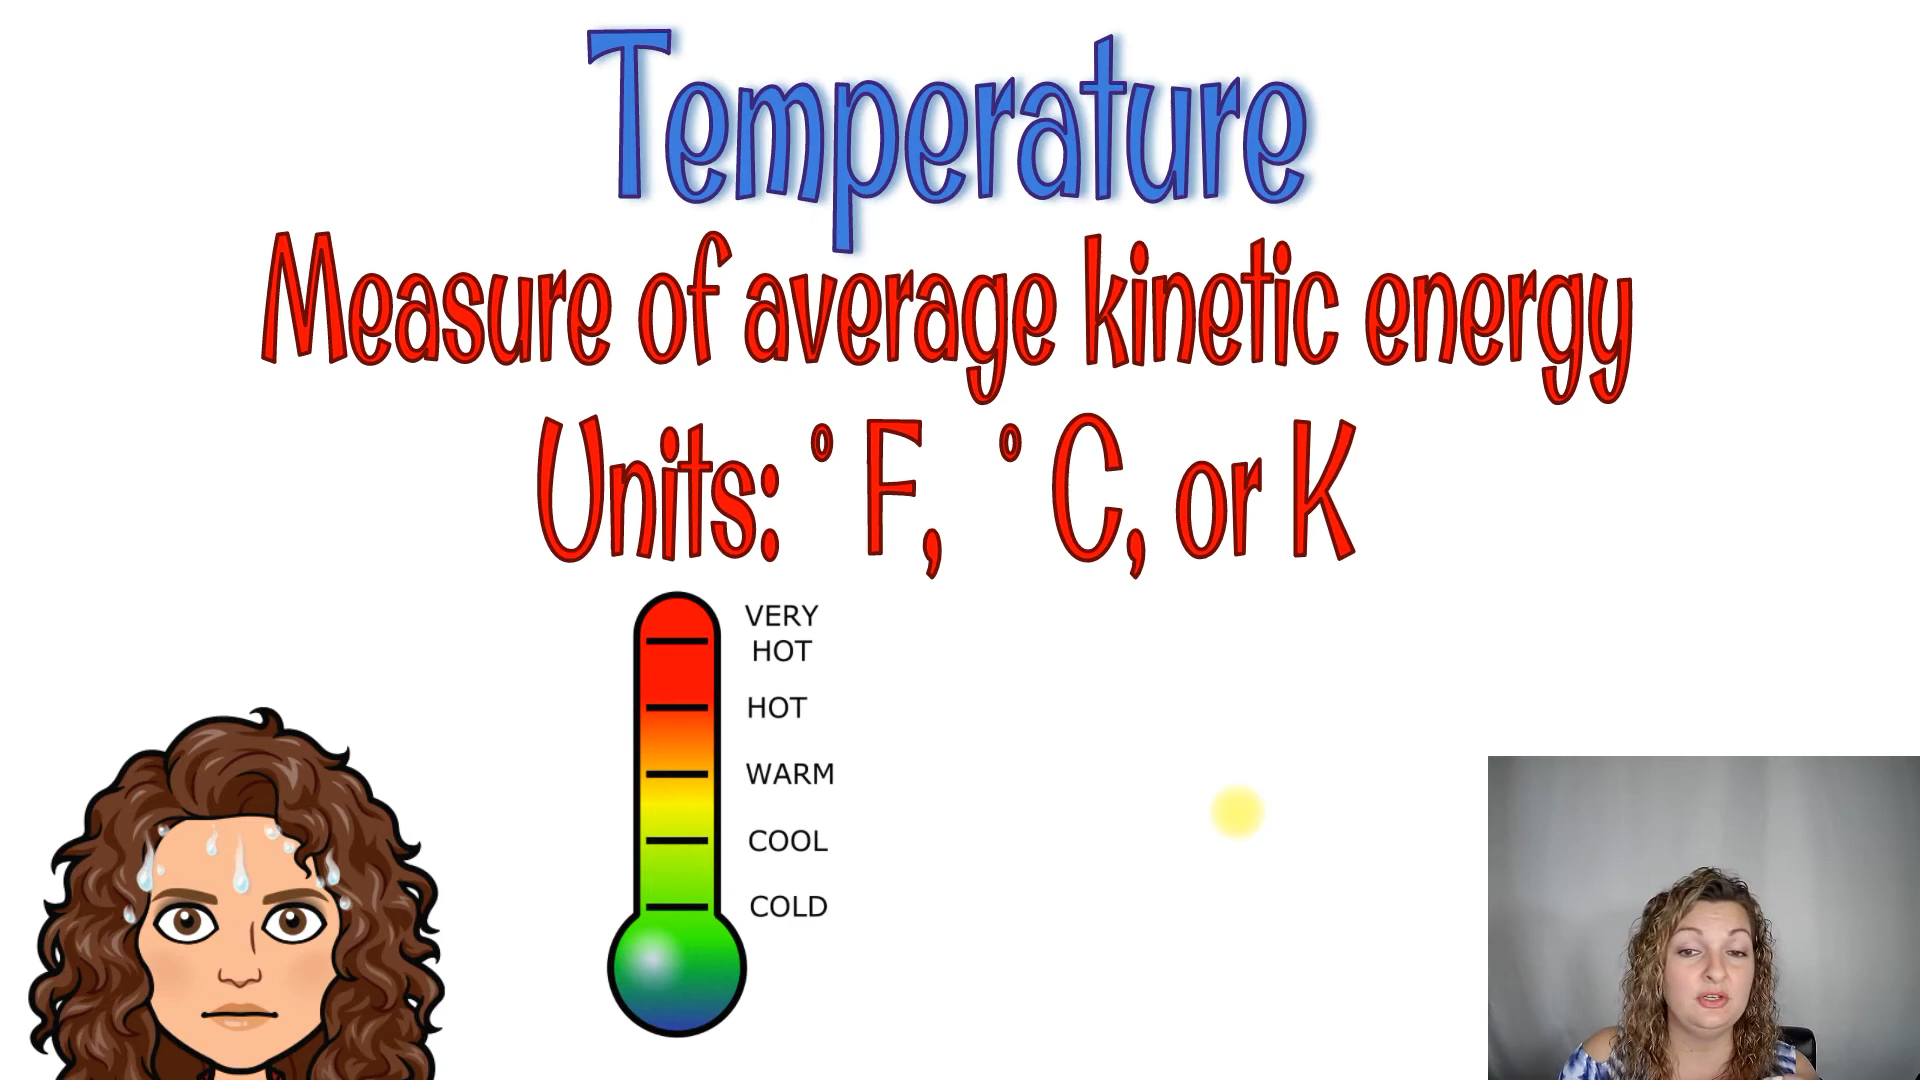 Temperature
Measure of average kinetic energy
Units: °F, °C, or K
VERY
HOT
HOT
WARM
COOL
COLD